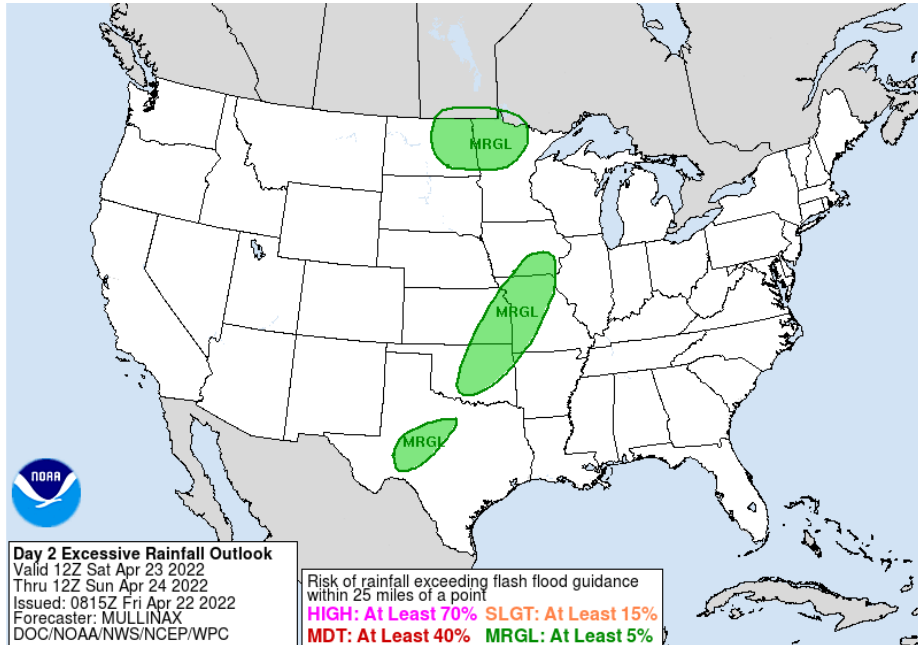 MRGL
MRGL
MRGL
NOAA
Day 2 Excessive Rainfall Outlook
Valid 12Z Sat Apr 23 2022
Thru 12Z Sun Apr 24 2022
Issued: 0815Z Fri Apr 22 2022
Forecaster: MULLINAX
DOC/NOAA/NWS/NCEP/WPC
Risk of rainfall exceeding flash flood guidance
within 25 miles of a point
HIGH: At Least 70% SLGT: At Least 15%
MDT: At Least 40% MRGL: At Least 5%